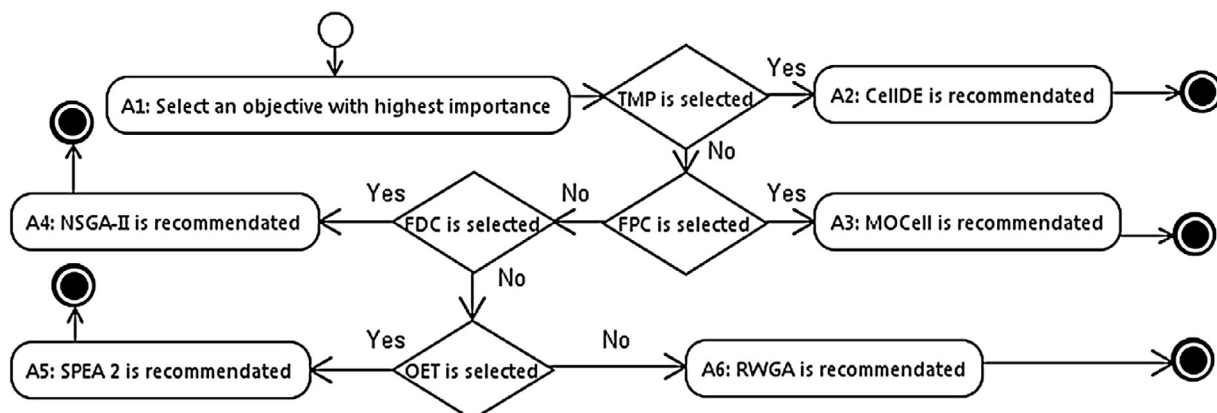 A1: Select an objective with highest importance
TMP is selected
Yes
A2: CellDE is recommendated
No
A4: NSGA-II is recommendated
Yes
FDC is selected
No
FPC is selected
Yes
A3: MOCell is recommendated
No
A5: SPEA 2 is recommendated
Yes
OET is selected
No
A6: RWGA is recommendated